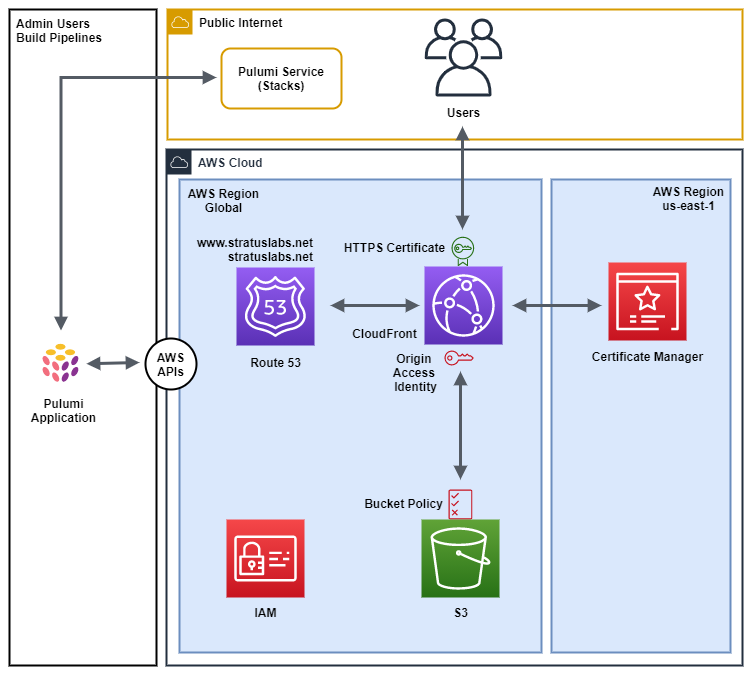 Admin Users
Build Pipelines
Public Internet
Pulumi Service
(Stacks)
Users
AWS Cloud
AWS Region
Global
AWS Region
us-east-1
www.stratuslabs.net
stratuslabs.net
HTTPS Certificate
53
Route 53
CloudFront
Certificate Manager
Origin
Access
Identity
AWS
APIs
Pulumi
Application
Bucket Policy
IAM
S3